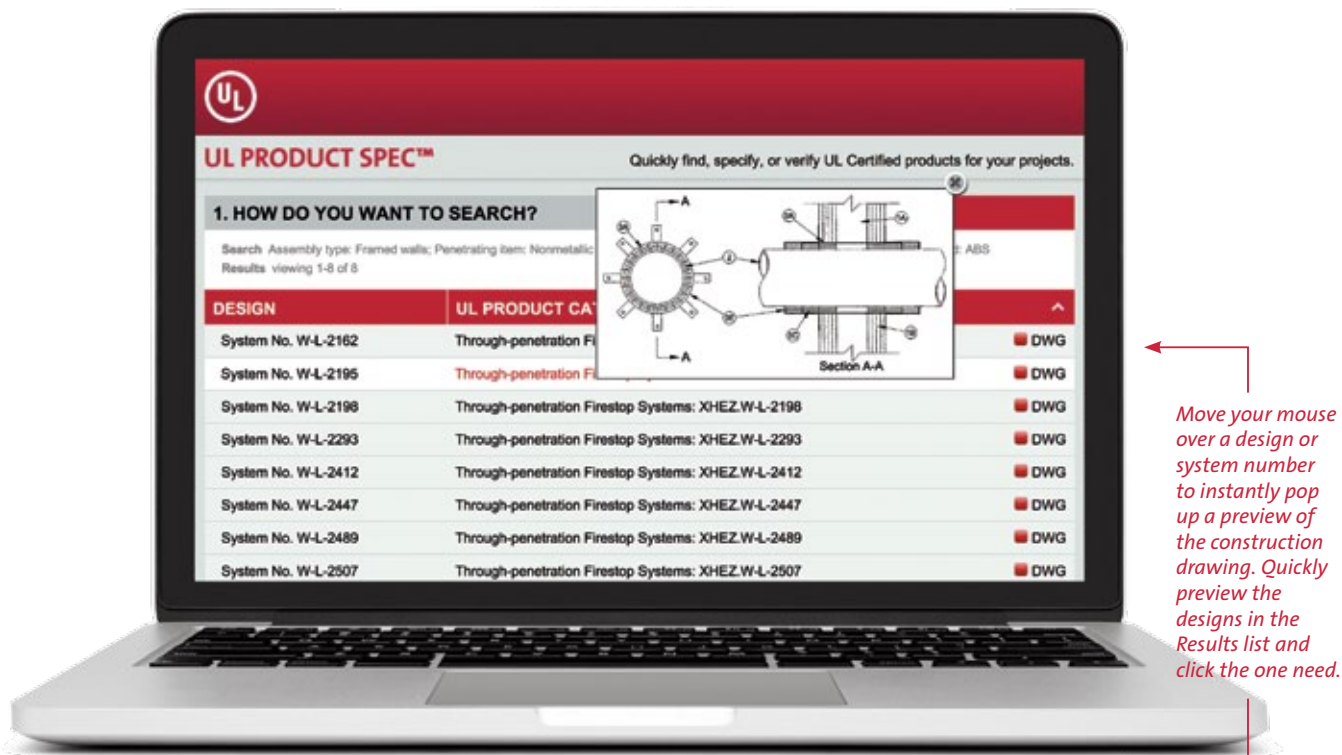 UL
UL PRODUCT SPEC™
Quickly find, specify, or verify UL Certified products for your projects.
1. HOW DO YOU WANT TO SEARCH?
Search Assembly type: Framed walls; Penetrating item: Nonmetallic : ABS
Results viewing 1-8 of 8
A
A
Section A-A
DESIGN UL PRODUCT CAT
System No. W-L-2162 Through-penetration Fi DWG
System No. W-L-2195 Through-penetration DWG
System No. W-L-2198 Through-penetration Firestop Systems: XHEZ.W-L-2198 DWG
System No. W-L-2293 Through-penetration Firestop Systems: XHEZ.W-L-2293 DWG
System No. W-L-2412 Through-penetration Firestop Systems: XHEZ.W-L-2412 DWG
System No. W-L-2447 Through-penetration Firestop Systems: XHEZ.W-L-2447 DWG
System No. W-L-2489 Through-penetration Firestop Systems: XHEZ.W-L-2489 DWG
System No. W-L-2507 Through-penetration Firestop Systems: XHEZ.W-L-2507 DWG
Move your mouse
over a design or
system number
to instantly pop
up a preview of
the construction
drawing. Quickly
preview the
designs in the
Results list and
click the one need.